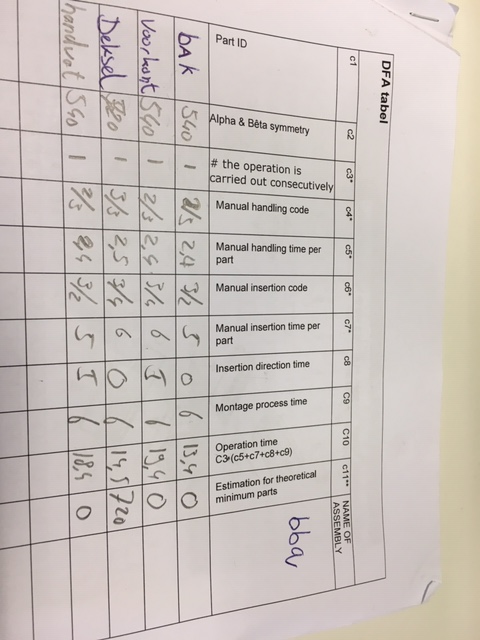 DFA tabel
c1 c2 c3* c4* c5* c6* c7* c8 C9 C10 c11** NAME OF ASSEMBLY
Part ID
Alpha & Bêta symmetry
# the operation is
carried out consecutively
Manual handling code
Manual handling time per
part
Manual insertion code
Manual insertion time per
part
Insertion direction time
Montage process time
Operation time
C3*(c5+c7+c8+c9)
Estimation for theoretical
minimum parts
bAK 540 1 2,4 3/2 5 0 6 13,4 0
Voorkant 540 1 2/3 2,4 3/4 6 5 6 19,4 0
Deksel 1 3/3 2,5 3/4 6 0 6 14,5 720
handvat 540 1 2/3 2,4 3/2 5 5 6 18,4 0